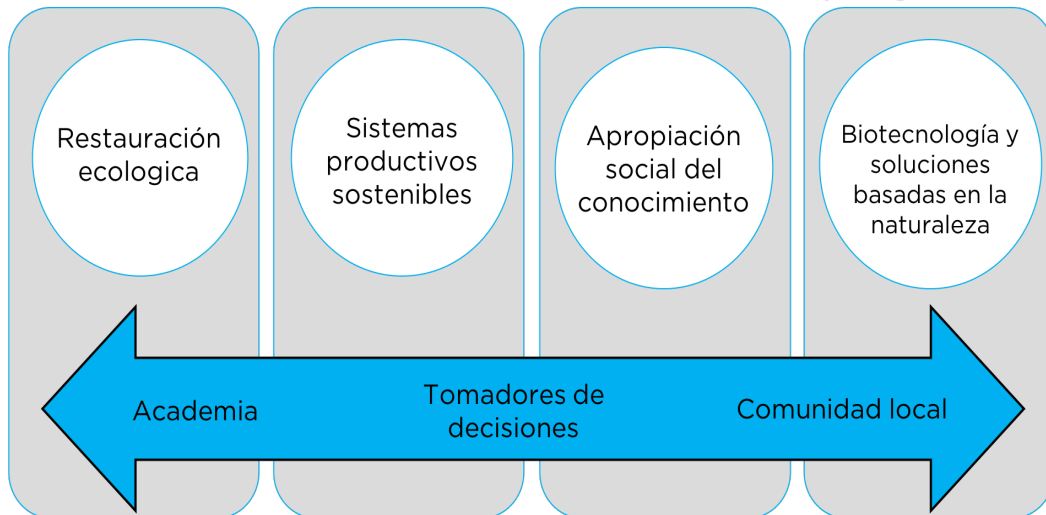 Restauración
ecologica
Sistemas
productivos
sostenibles
Apropiación
social del
conocimiento
Biotecnología y
soluciones
basadas en la
naturaleza
Academia
Tomadores de
decisiones
Comunidad local